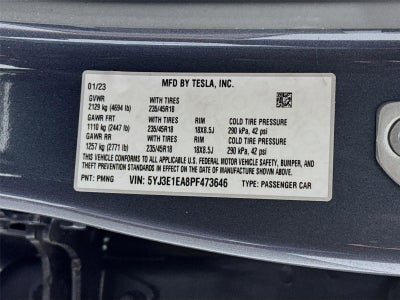 MFD BY TESLA, INC.
01/23
GVWR WITH TIRES
2129 kg (4694 lb) 235/45R18
GAWR FRT WITH TIRES RIM COLD TIRE PRESSURE
1110 kg (2447 lb) 235/45R18 18X8.5J 290 kPa, 42 psi
GAWR RR WITH TIRES RIM COLD TIRE PRESSURE
1257 kg (2771 lb) 235/45R18 18X8.5J 290 kPa, 42 psi
THIS VEHICLE CONFORMS TO ALL APPLICABLE U.S. FEDERAL MOTOR VEHICLE SAFETY, BUMPER, AND
THEFT PREVENTION STANDARDS IN EFFECT ON THE DATE OF MANUFACTURE SHOWN ABOVE.
PNT: PMNG VIN: 5YJ3E1EA8PF473646 TYPE: PASSENGER CAR